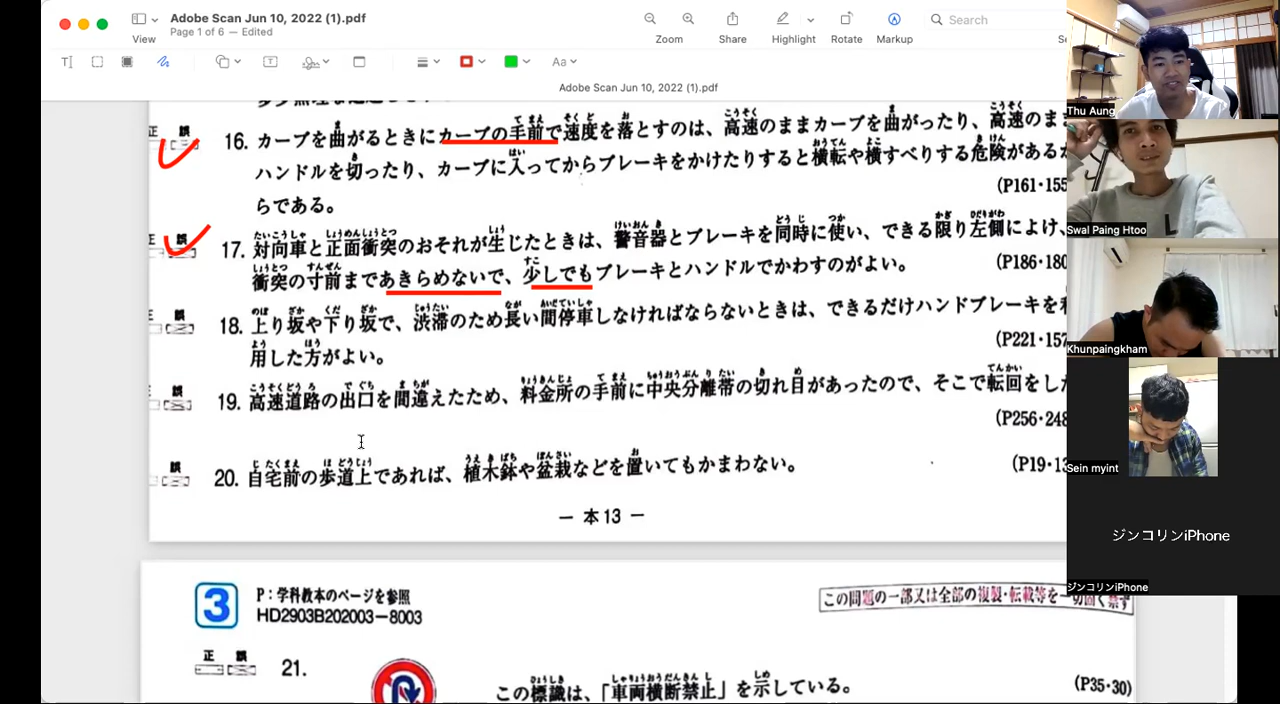 Adobe Scan Jun 10, 2022 (1).pdf
Page 1 of 6 — Edited
View
Zoom
Share
Highlight
Rotate
Markup
Search
Adobe Scan Jun 10, 2022 (1).pdf
正 誤 16. カーブを曲がるときにカーブの手前で速度を落とすのは、高速のままカーブを曲がったり、高速のまま
ハンドルを切ったり、カーブに入ってからブレーキをかけたりすると横転や横すべりする危険があるか
(P161・155
らである。
正 誤 17. 対向車と正面衝突のおそれが生じたときは、警音器とブレーキを同時に使い、できる限り左側によけ、
衝突の寸前まであきらめないで、少しでもブレーキとハンドルでかわすのがよい。
(P186・180
正 誤 18. 上り坂や下り坂で、渋滞のため長い間停車しなければならないときは、できるだけハンドブレーキを利
用した方がよい。
(P221・157
正 誤 19. 高速道路の出口を間違えたため、料金所の手前に中央分離帯の切れ目があったので、そこで転回をした
(P256・248
誤 20. 自宅前の歩道上であれば、植木鉢や盆栽などを置いてもかまわない。
(P19・13
— 本13 —
3
P:学科教本のページを参照
HD2903B202003-8003
この問題の一部又は全部の複製・転載等を一切固く禁ず
正 誤 21.
この標識は、「車両横断禁止」を示している。
(P35・30)
Thu Aung
Swal Paing Htoo
Khunpaingkham
Sein myint
ジンコリンiPhone
ジンコリンiPhone